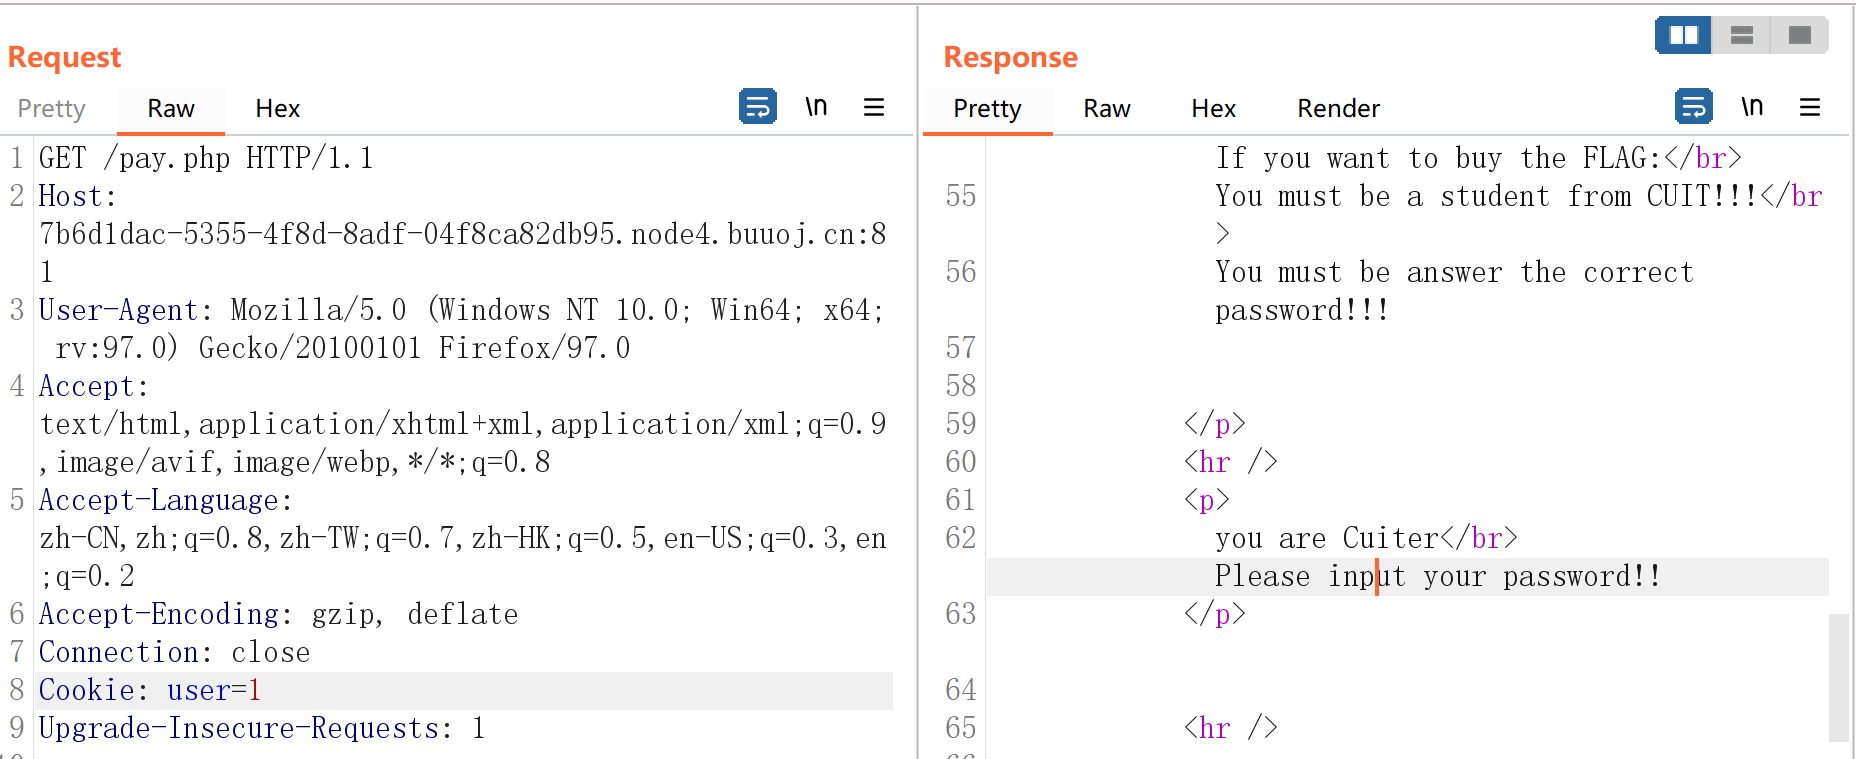 Request
Pretty Raw Hex \n
1 GET /pay.php HTTP/1.1
2 Host:
7b6d1dac-5355-4f8d-8adf-04f8ca82db95.node4.buuoj.cn:8
1
3 User-Agent: Mozilla/5.0 (Windows NT 10.0; Win64; x64;
rv:97.0) Gecko/20100101 Firefox/97.0
4 Accept:
text/html,application/xhtml+xml,application/xml;q=0.9
,image/avif,image/webp,*/*;q=0.8
5 Accept-Language:
zh-CN,zh;q=0.8,zh-TW;q=0.7,zh-HK;q=0.5,en-US;q=0.3,en
;q=0.2
6 Accept-Encoding: gzip, deflate
7 Connection: close
8 Cookie: user=1
9 Upgrade-Insecure-Requests: 1
Response
Pretty Raw Hex Render \n
If you want to buy the FLAG:</br>
55 You must be a student from CUIT!!!</br
>
56 You must be answer the correct
password!!!
57
58
59 </p>
60 <hr />
61 <p>
62 you are Cuiter</br>
Please input your password!!
63 </p>
64
65 <hr />